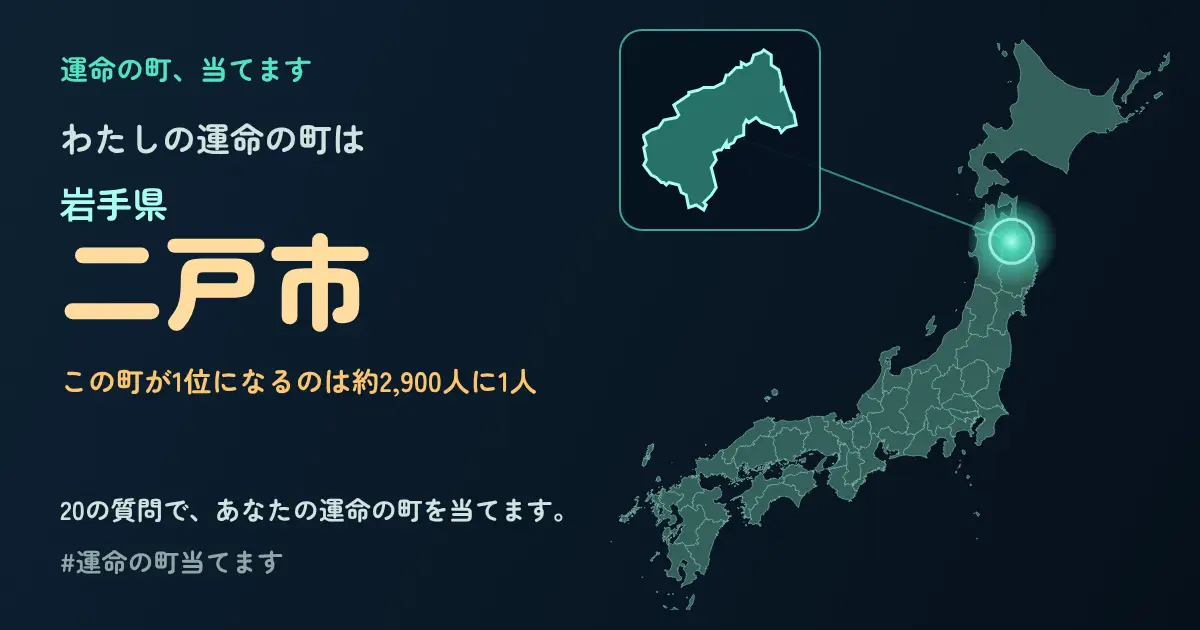 運命の町、当てます
わたしの運命の町は
岩手県
二戸市
この町が1位になるのは約2,900人に1人
20の質問で、あなたの運命の町を当てます。
#運命の町当てます